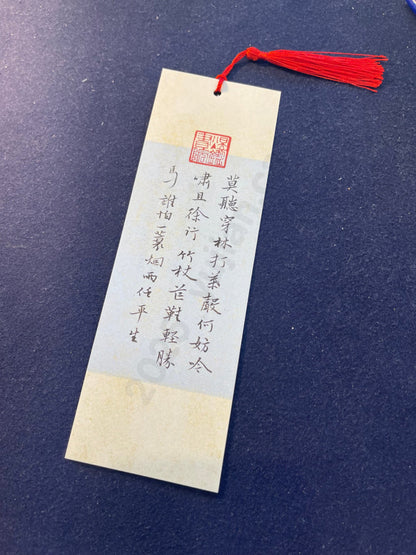 莫聽穿林打葉聲何妨吟
嘯且徐行竹杖芒鞋輕勝
馬誰怕一蓑烟雨任平生